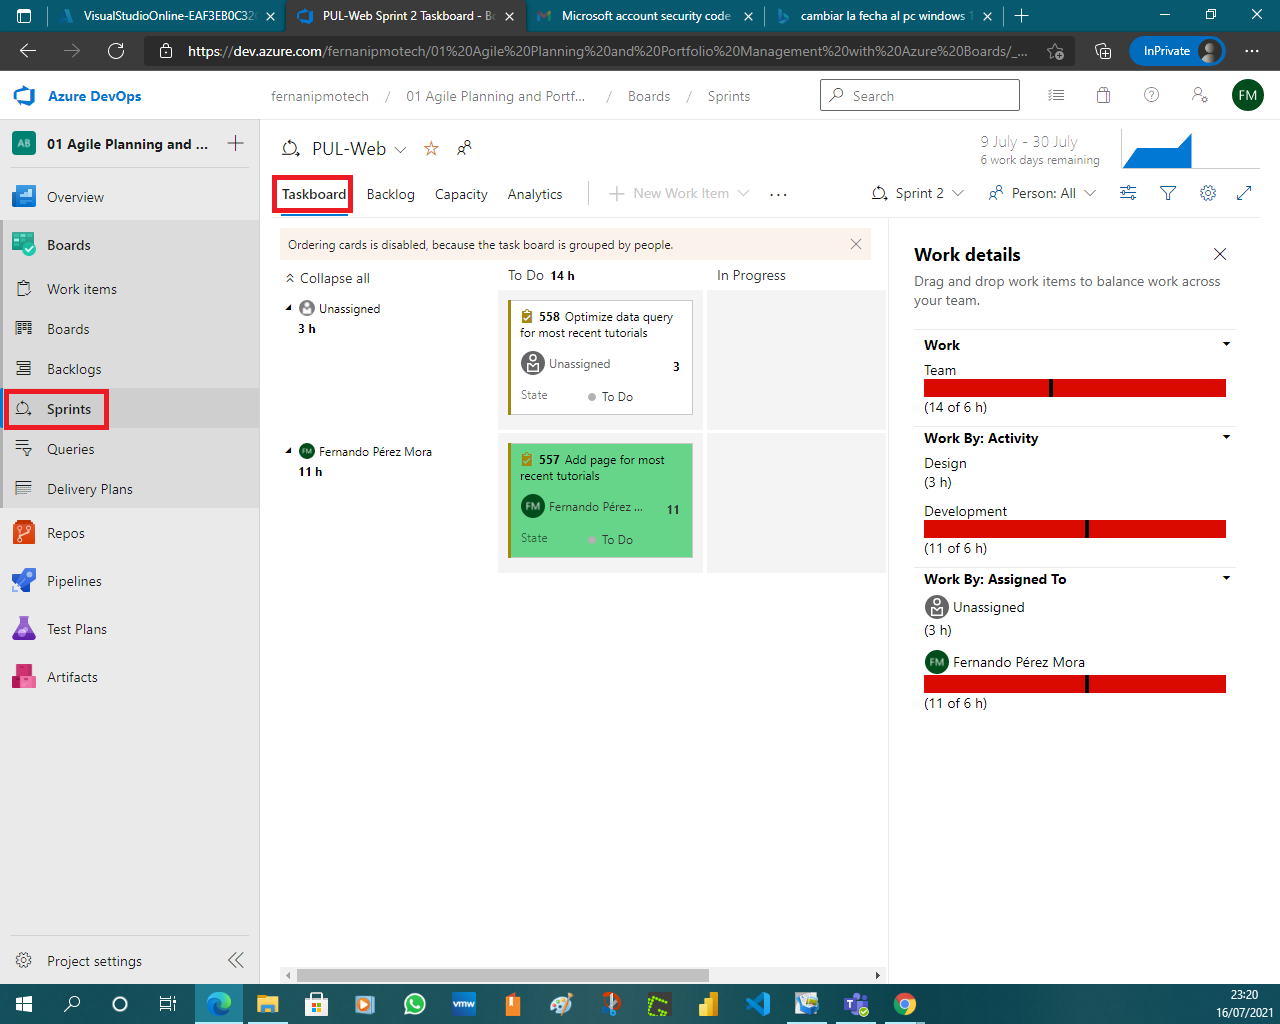 VisualStudioOnline-EAF3EB0C32
PUL-Web Sprint 2 Taskboard - Bo
Microsoft account security code
cambiar la fecha al pc windows 1
https://dev.azure.com/fernanipmotech/01%20Agile%20Planning%20and%20Portfolio%20Management%20with%20Azure%20Boards/_...
InPrivate
Azure DevOps
fernanipmotech / 01 Agile Planning and Portf... / Boards / Sprints
Search
FM
AB 01 Agile Planning and ...
Overview
Boards
Work items
Boards
Backlogs
Sprints
Queries
Delivery Plans
Repos
Pipelines
Test Plans
Artifacts
Project settings
PUL-Web
9 July - 30 July
6 work days remaining
Taskboard Backlog Capacity Analytics New Work Item
Sprint 2 Person: All
Ordering cards is disabled, because the task board is grouped by people.
Collapse all To Do 14 h In Progress
Unassigned
3 h
558 Optimize data query
for most recent tutorials
Unassigned 3
State To Do
FM Fernando Pérez Mora
11 h
557 Add page for most
recent tutorials
FM Fernando Pérez ... 11
State To Do
Work details
Drag and drop work items to balance work across
your team.
Work
Team
(14 of 6 h)
Work By: Activity
Design
(3 h)
Development
(11 of 6 h)
Work By: Assigned To
Unassigned
(3 h)
FM Fernando Pérez Mora
(11 of 6 h)
vmw
23:20
16/07/2021